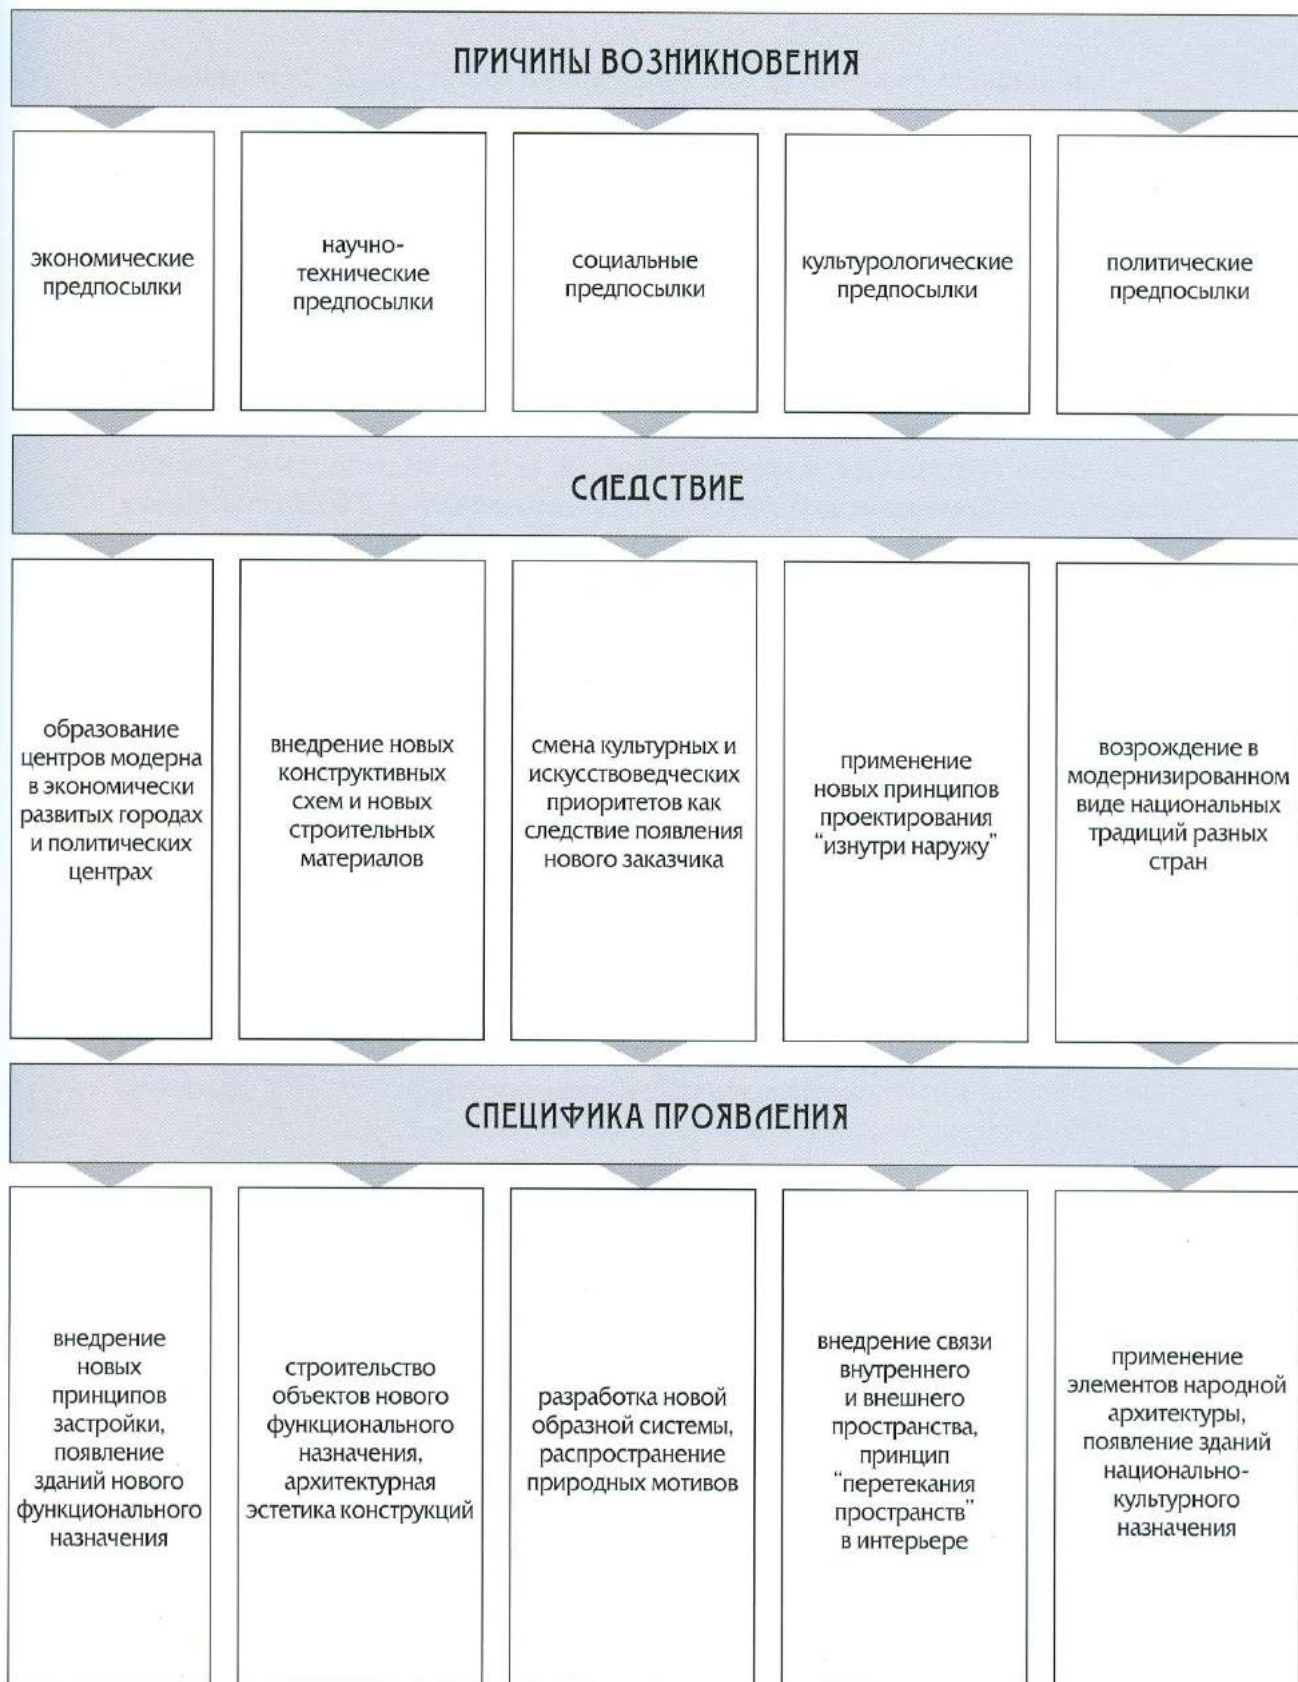 ПРИЧИНЫ ВОЗНИКНОВЕНИЯ
экономические
предпосылки
научно-
технические
предпосылки
социальные
предпосылки
культурологические
предпосылки
политические
предпосылки
СЛЕДСТВИЕ
образование
центров модерна
в экономически
развитых городах
и политических
центрах
внедрение новых
конструктивных
схем и новых
строительных
материалов
смена культурных и
искусствоведческих
приоритетов как
следствие появления
нового заказчика
применение
новых принципов
проектирования
“изнутри наружу”
возрождение в
модернизированном
виде национальных
традиций разных
стран
СПЕЦИФИКА ПРОЯВЛЕНИЯ
внедрение
новых
принципов
застройки,
появление
зданий нового
функционального
назначения
строительство
объектов нового
функционального
назначения,
архитектурная
эстетика конструкций
разработка новой
образной системы,
распространение
природных мотивов
внедрение связи
внутреннего
и внешнего
пространства,
принцип
“перетекания
пространств”
в интерьере
применение
элементов народной
архитектуры,
появление зданий
национально-
культурного
назначения